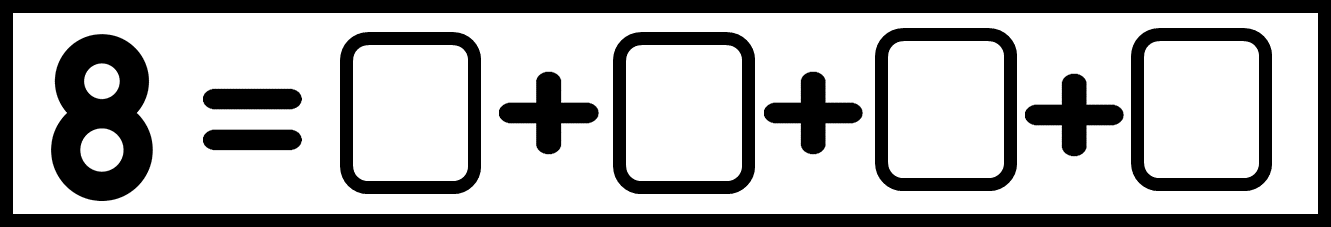 8 = □ + □ + □ + □